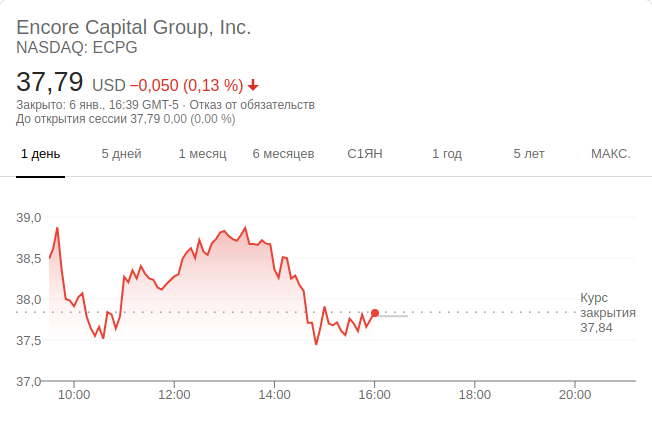 Encore Capital Group, Inc.
NASDAQ: ECPG
37,79 USD −0,050 (0,13 %)
Закрыто: 6 янв., 16:39 GMT-5 · Отказ от обязательств
До открытия сессии 37,79 0,00 (0,00 %)
1 день 5 дней 1 месяц 6 месяцев С1ЯН 1 год 5 лет МАКС.
39,0
38,5
38,0
37,5
37,0
Курс
закрытия
37,84
10:00 12:00 14:00 16:00 18:00 20:00